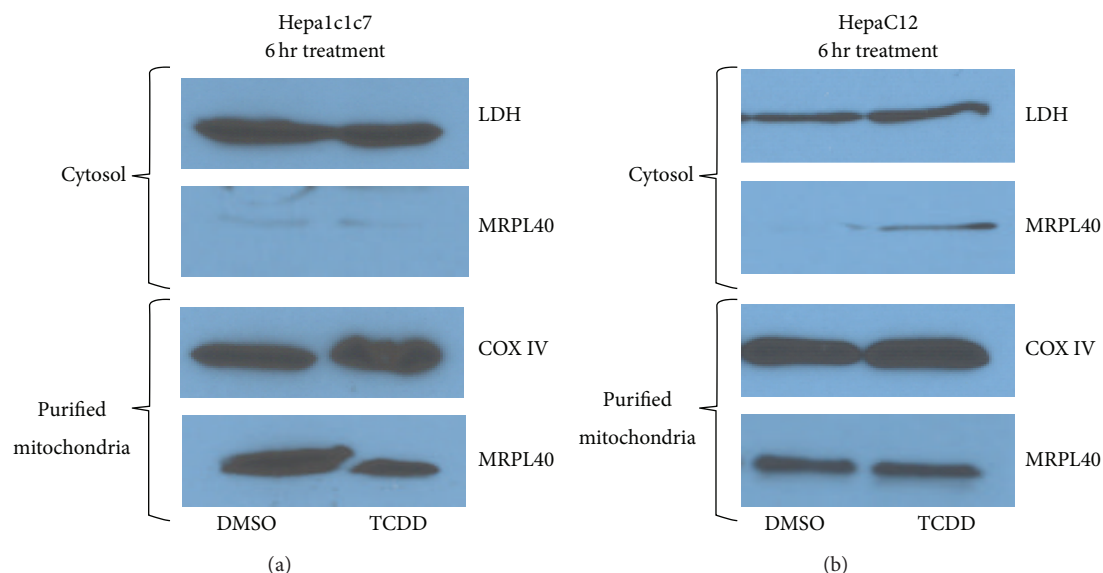 Hepa1c1c7
6 hr treatment
LDH
Cytosol
MRPL40
COX IV
Purified
mitochondria
MRPL40
DMSO TCDD
(a)
HepaC12
6 hr treatment
LDH
Cytosol
MRPL40
COX IV
Purified
mitochondria
MRPL40
DMSO TCDD
(b)